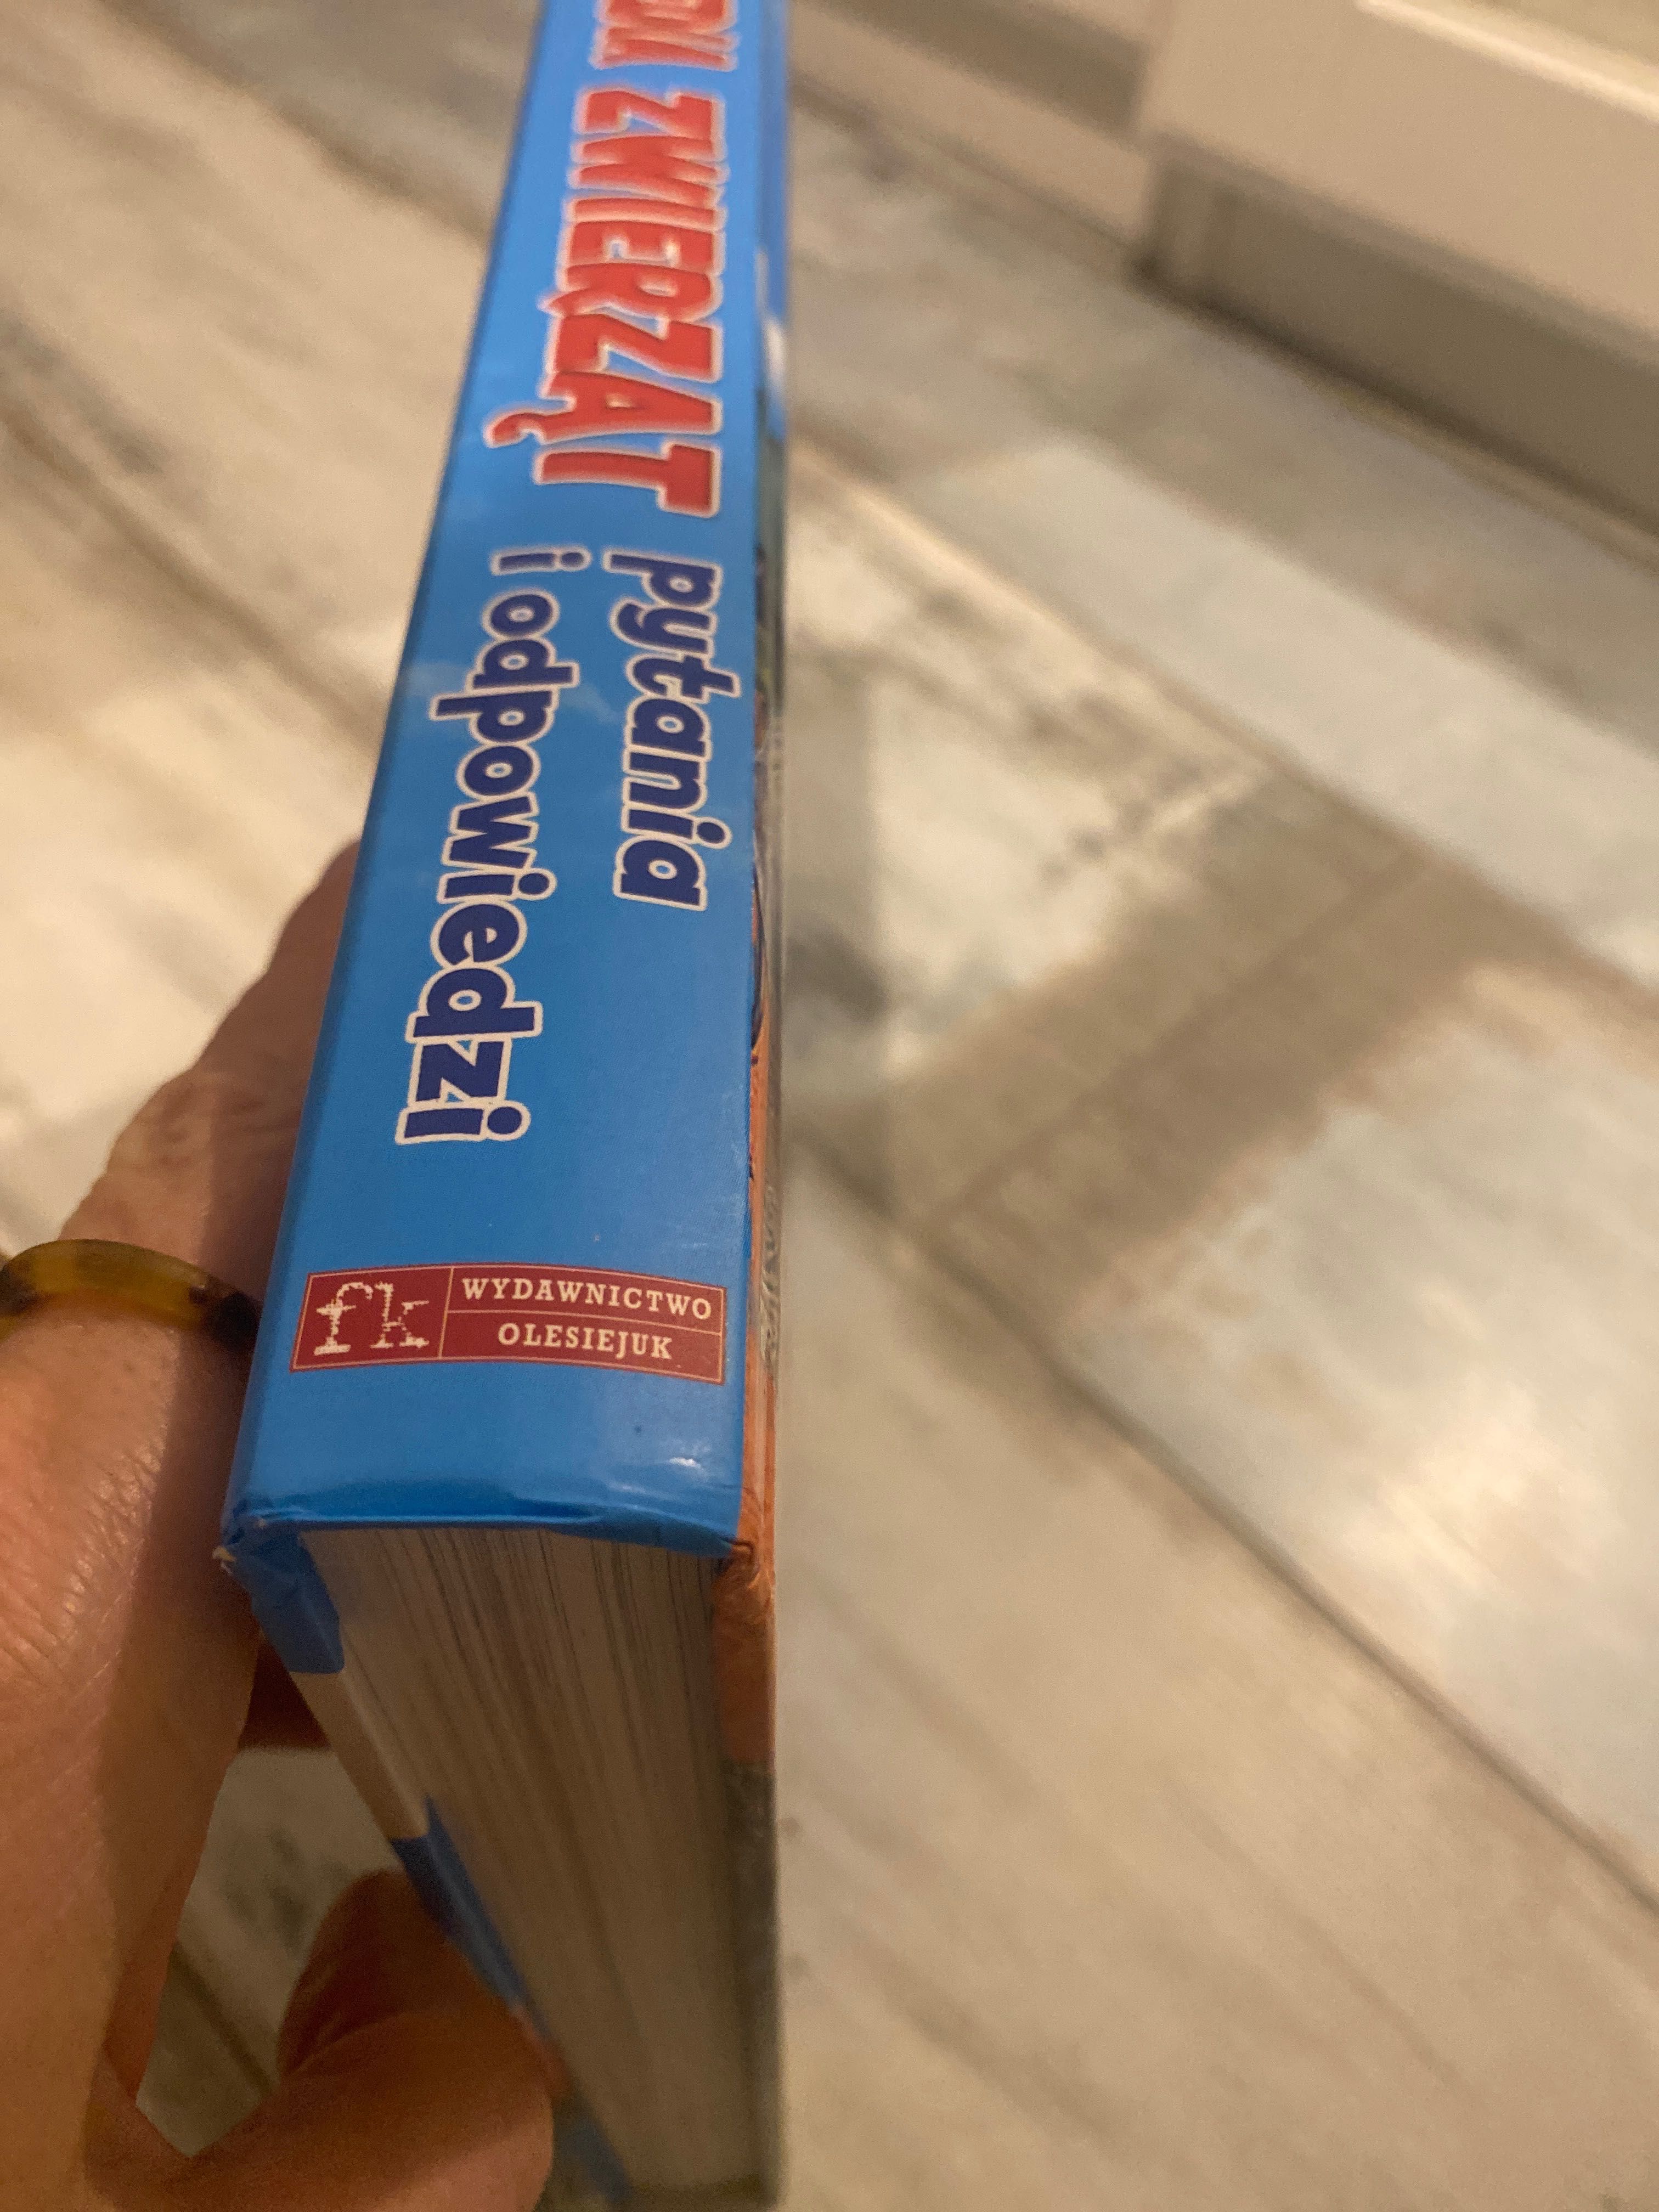 ZWIERZĄT
pytania
i odpowiedzi
fk
WYDAWNICTWO
OLESIEJUK